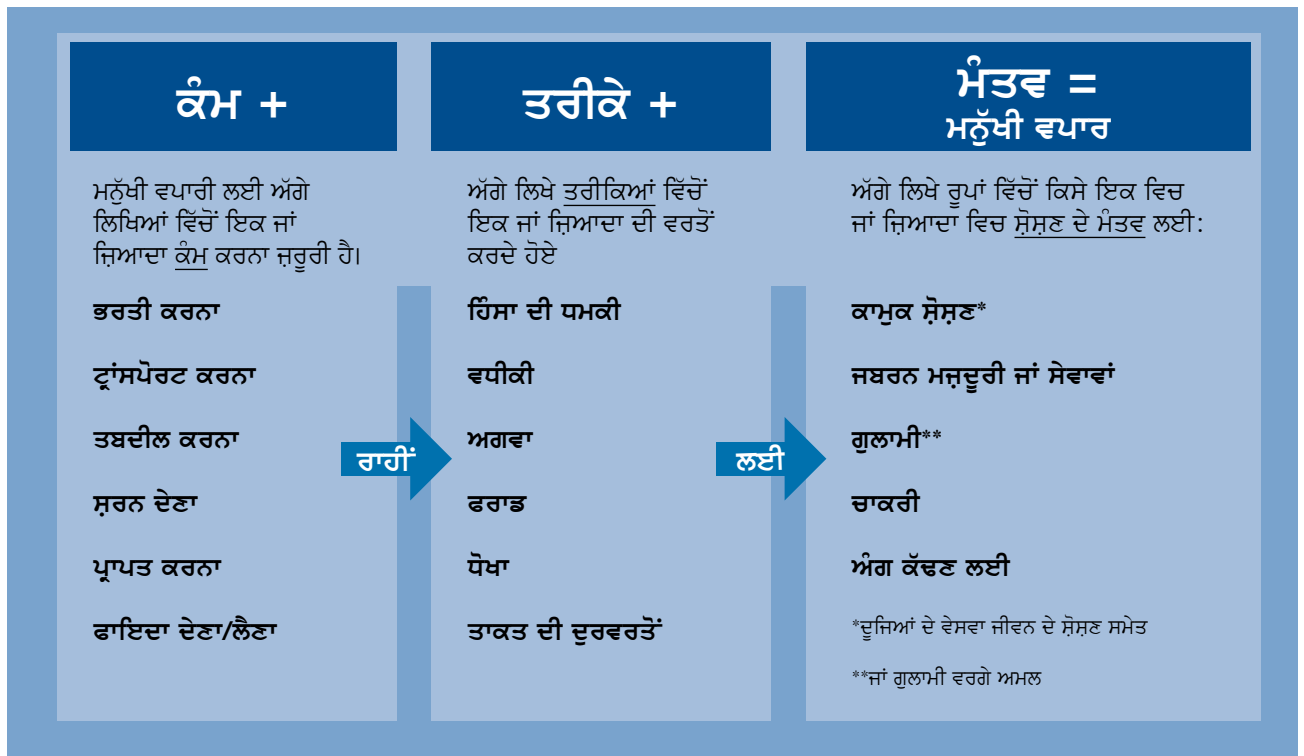 ਕੰਮ +
ਮਨੁੱਖੀ ਵਪਾਰੀ ਲਈ ਅੱਗੇ
ਲਿਖਿਆਂ ਵਿੱਚੋਂ ਇਕ ਜਾਂ
ਜ਼ਿਆਦਾ ਕੰਮ ਕਰਨਾ ਜ਼ਰੂਰੀ ਹੈ।
ਭਰਤੀ ਕਰਨਾ
ਟ੍ਰਾਂਸਪੋਰਟ ਕਰਨਾ
ਤਬਦੀਲ ਕਰਨਾ
ਸ਼ਰਨ ਦੇਣਾ
ਪ੍ਰਾਪਤ ਕਰਨਾ
ਫਾਇਦਾ ਦੇਣਾ/ਲੈਣਾ
ਰਾਹੀਂ
ਤਰੀਕੇ +
ਅੱਗੇ ਲਿਖੇ ਤਰੀਕਿਆਂ ਵਿੱਚੋਂ
ਇਕ ਜਾਂ ਜ਼ਿਆਦਾ ਦੀ ਵਰਤੋਂ
ਕਰਦੇ ਹੋਏ
ਹਿੰਸਾ ਦੀ ਧਮਕੀ
ਵਧੀਕੀ
ਅਗਵਾ
ਫਰਾਡ
ਧੋਖਾ
ਤਾਕਤ ਦੀ ਦੁਰਵਰਤੋਂ
ਲਈ
ਮੰਤਵ =
ਮਨੁੱਖੀ ਵਪਾਰ
ਅੱਗੇ ਲਿਖੇ ਰੂਪਾਂ ਵਿੱਚੋਂ ਕਿਸੇ ਇਕ ਵਿਚ
ਜਾਂ ਜ਼ਿਆਦਾ ਵਿਚ ਸ਼ੋਸ਼ਣ ਦੇ ਮੰਤਵ ਲਈ:
ਕਾਮੁਕ ਸ਼ੋਸ਼ਣ*
ਜਬਰਨ ਮਜ਼ਦੂਰੀ ਜਾਂ ਸੇਵਾਵਾਂ
ਗੁਲਾਮੀ**
ਚਾਕਰੀ
ਅੰਗ ਕੱਢਣ ਲਈ
*ਦੂਜਿਆਂ ਦੇ ਵੇਸਵਾ ਜੀਵਨ ਦੇ ਸ਼ੋਸ਼ਣ ਸਮੇਤ
**ਜਾਂ ਗੁਲਾਮੀ ਵਰਗੇ ਅਮਲ